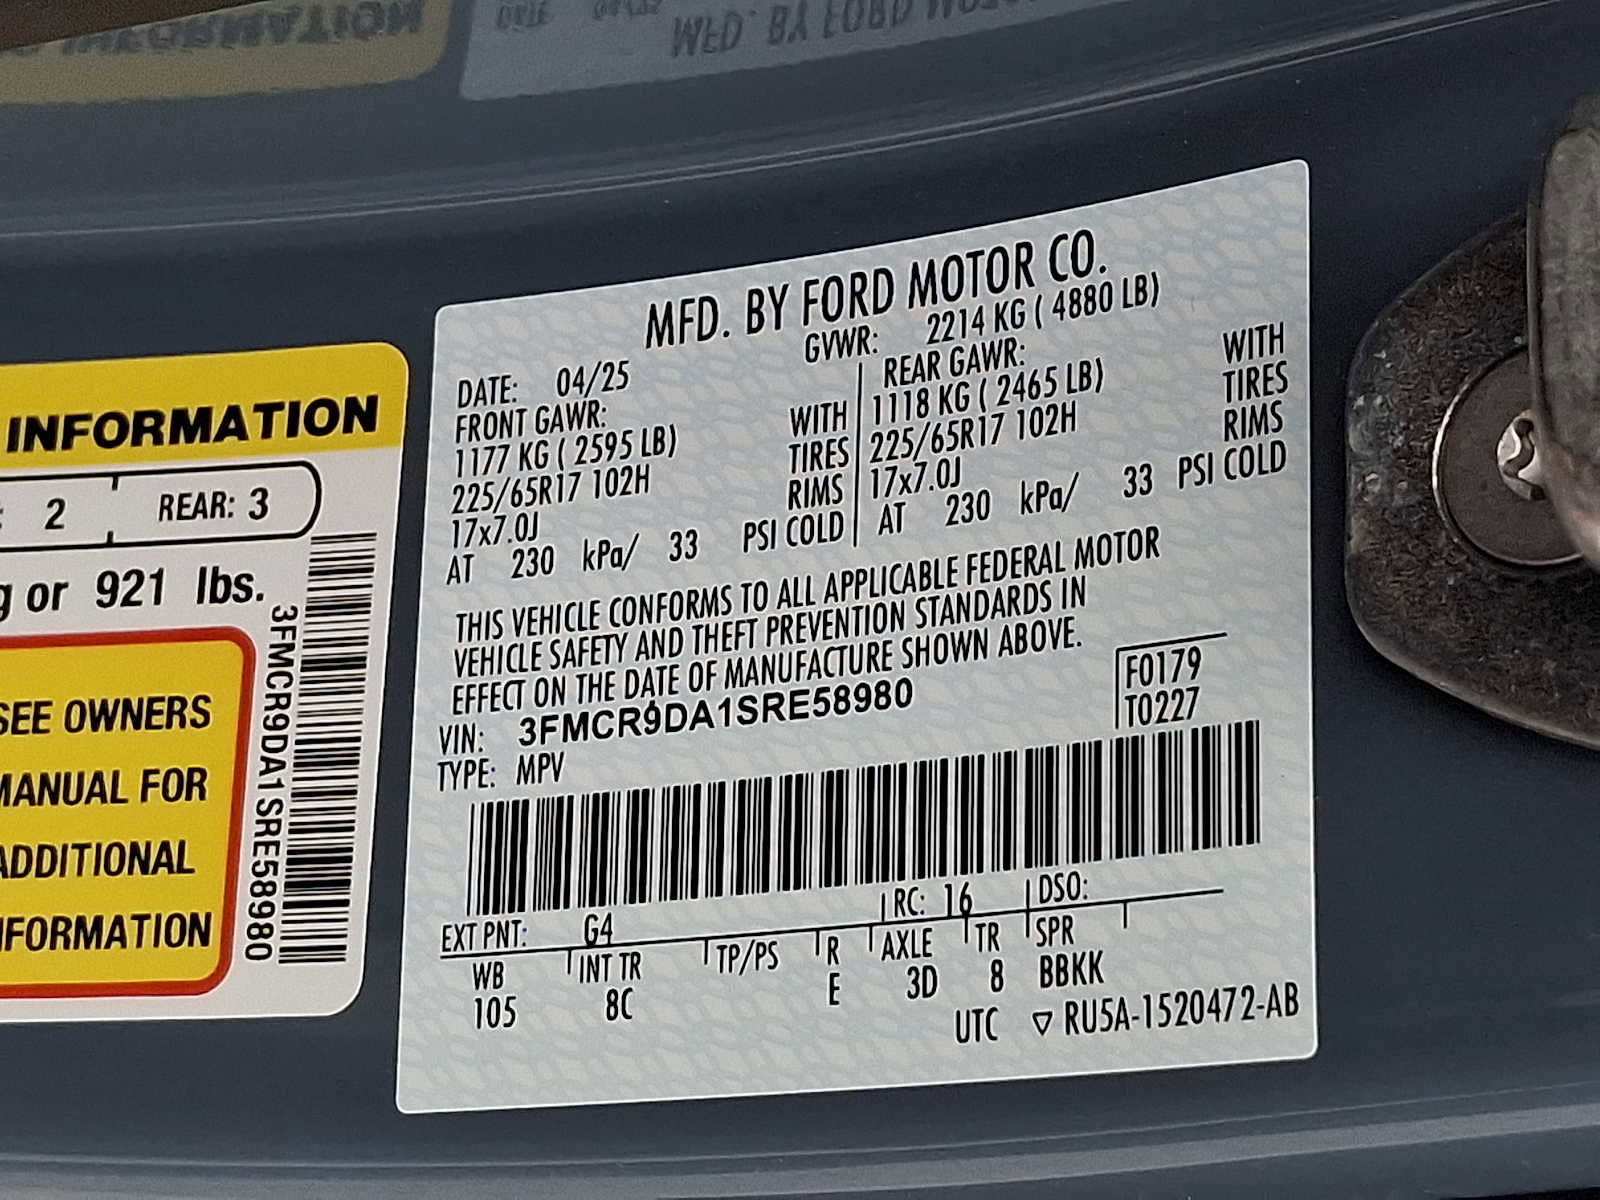 INFORMATION
2 REAR: 3
or 921 lbs.
SEE OWNERS
MANUAL FOR
ADDITIONAL
INFORMATION
3FMCR9DA1SRE58980
MFD. BY FORD MOTOR CO.
DATE: 04/25 GVWR: 2214 KG ( 4880 LB)
FRONT GAWR: REAR GAWR:
1177 KG ( 2595 LB) WITH 1118 KG ( 2465 LB) WITH
225/65R17 102H TIRES 225/65R17 102H TIRES
17x7.0J RIMS 17x7.0J RIMS
AT 230 kPa/ 33 PSI COLD AT 230 kPa/ 33 PSI COLD
THIS VEHICLE CONFORMS TO ALL APPLICABLE FEDERAL MOTOR
VEHICLE SAFETY AND THEFT PREVENTION STANDARDS IN
EFFECT ON THE DATE OF MANUFACTURE SHOWN ABOVE.
VIN: 3FMCR9DA1SRE58980
F0179
T0227
TYPE: MPV
EXT PNT: G4 RC: 16 DSO:
WB INT TR TP/PS R AXLE TR SPR
105 8C E 3D 8 BBKK
UTC ▽ RU5A-1520472-AB